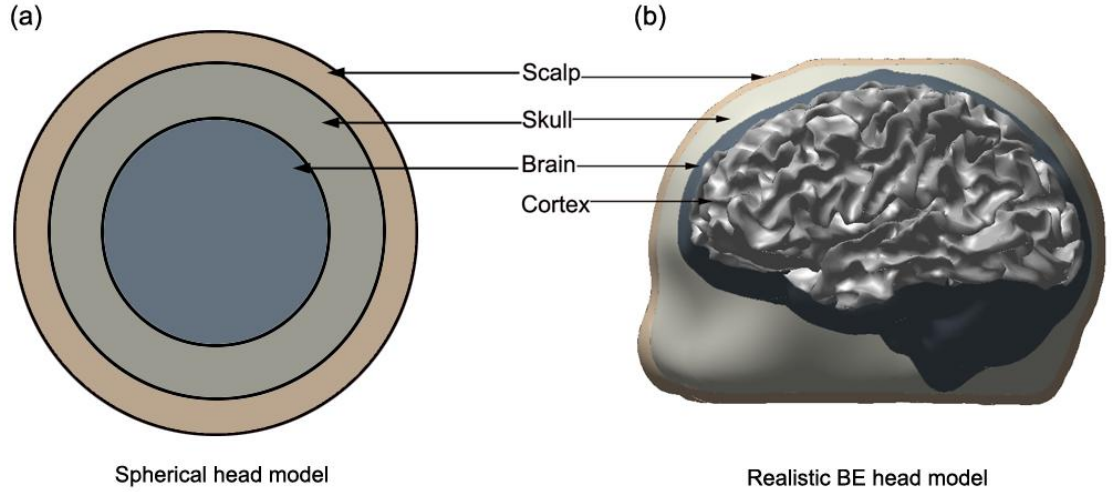 (a)
(b)
Scalp
Skull
Brain
Cortex
Spherical head model
Realistic BE head model